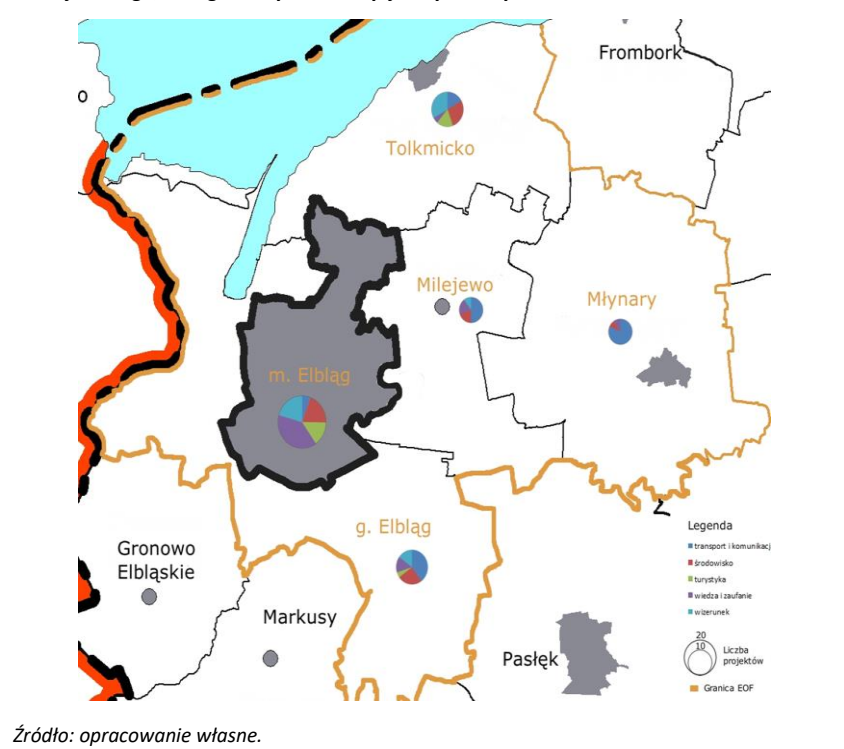 Frombork
o
Tolkmicko
Milejewo
Młynary
m. Elbląg
g. Elbląg
Gronowo
Elbląskie
Markusy
Pasłęk
Legenda
transport i komunikacj
środowisko
turystyka
wiedza i zaufanie
wizerunek
20
10
Liczba
projektów
Granica EOF
Źródło: opracowanie własne.